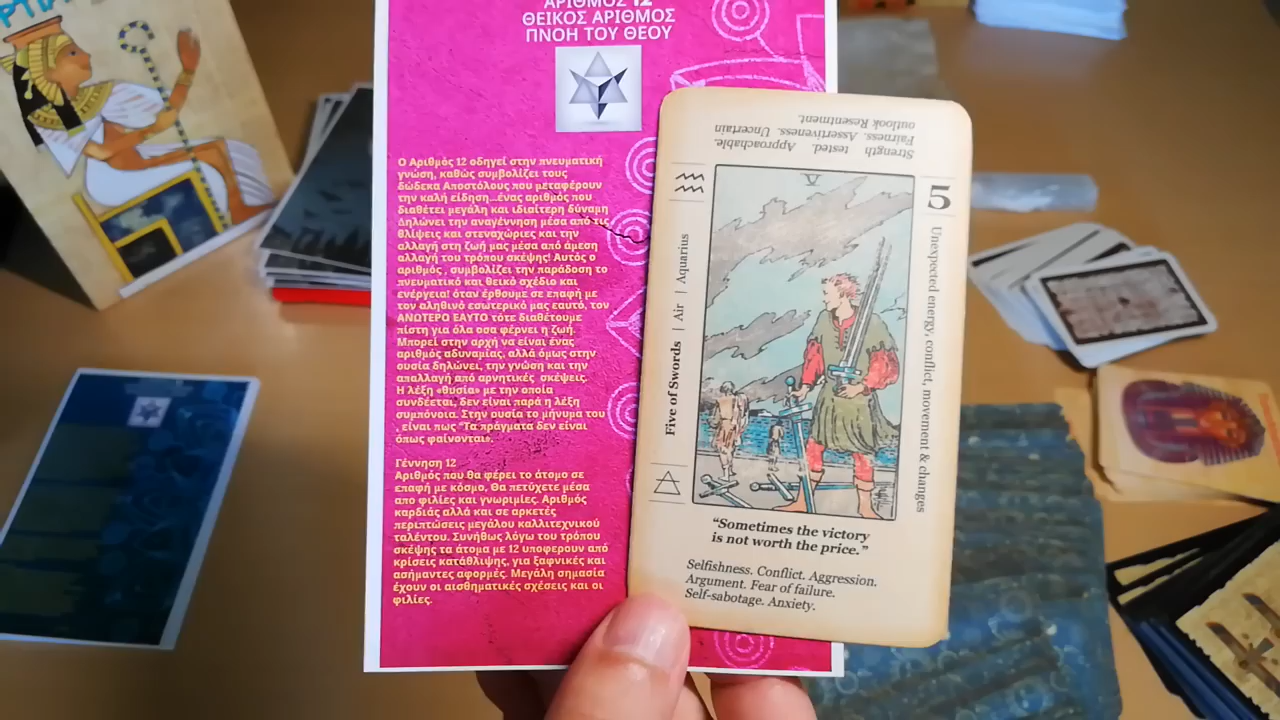 ΑΡΙΘΜΟΣ 12
ΘΕΙΚΟΣ ΑΡΙΘΜΟΣ
ΠΝΟΗ ΤΟΥ ΘΕΟΥ
Ο Αριθμός 12 οδηγεί στην πνευματική
γνώση, καθώς συμβολίζει τους
δώδεκα Αποστόλους που μεταφέρουν
την καλή είδηση...ένας αριθμός που
διαθέτει μεγάλη και ιδιαίτερη δύναμη
Δηλώνει την αναγέννηση μέσα από τις
θλίψεις και στεναχώριες και την
αλλαγή στη ζωή μας μέσα από άμεση
αλλαγή του τρόπου σκέψης! Αυτός ο
αριθμός , συμβολίζει την παράδοση το
πνευματικό και θεικό σχέδιο και
ενέργεια! όταν έρθουμε σε επαφή με
τον αληθινό εσωτερικό μας εαυτό, τον
ΑΝΩΤΕΡΟ ΕΑΥΤΟ τότε διαθέτουμε
πίστη για όλα όσα φέρνει η ζωή.
Μπορεί στην αρχή να είναι ένας
αριθμός αδυναμίας, αλλά όμως στην
ουσία δηλώνει, την γνώση και την
απαλλαγή από αρνητικές σκέψεις.
Η λέξη «θυσία» με την οποία
συνδέεται, δεν είναι παρά η λέξη
συμπόνια. Στην ουσία το μήνυμα του
, είναι πως "Τα πράγματα δεν είναι
όπως φαίνονται».
Γέννηση 12
Αριθμός που θα φέρει το άτομο σε
επαφή με κόσμο, Θα πετύχετε μέσα
απο φιλίες και γνωριμίες. Αριθμός
καρδιάς αλλά και σε αρκετές
περιπτώσεις μεγάλου καλλιτεχνικού
ταλέντου. Συνήθως λόγω του τρόπου
σκέψης τα άτομα με 12 υποφερουν από
κρίσεις κατάθλιψης, για ξαφνικές και
ασήμαντες αφορμές. Μεγάλη σημασία
έχουν οι αισθηματικές σχέσεις και οι
φιλίες.
Strength tested. Approachable.
Fairness. Assertiveness. Uncertain
outlook Resentment.
5
V
Five of Swords | Air | Aquarius
Unexpected energy, conflict, movement & changes
"Sometimes the victory
is not worth the price."
Selfishness. Conflict. Aggression.
Argument. Fear of failure.
Self-sabotage. Anxiety.